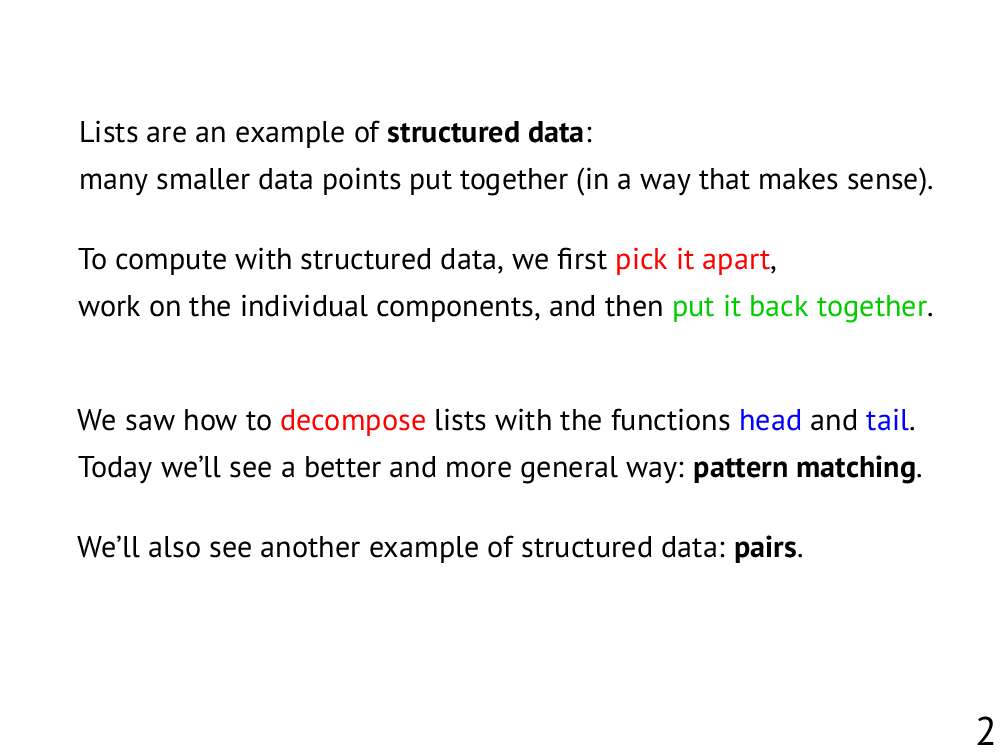 Lists are an example of structured data:
many smaller data points put together (in a way that makes sense).
To compute with structured data, we first pick it apart,
work on the individual components, and then put it back together.
We saw how to decompose lists with the functions head and tail.
Today we’ll see a better and more general way: pattern matching.
We’ll also see another example of structured data: pairs.
2